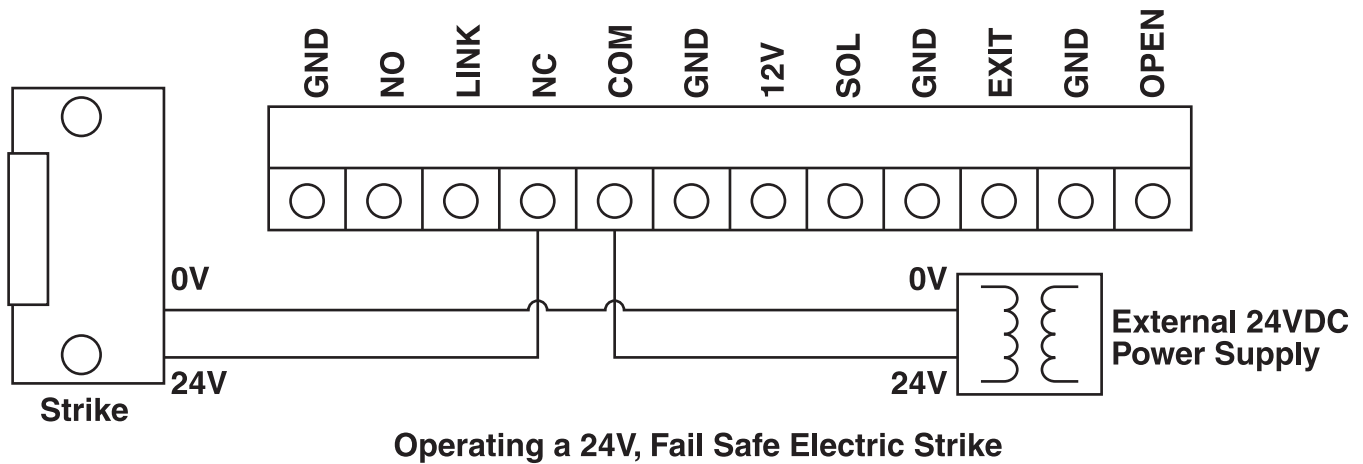 GND
NO
LINK
NC
COM
GND
12V
SOL
GND
EXIT
GND
OPEN
0V
0V
External 24VDC
Power Supply
24V
24V
Strike
Operating a 24V, Fail Safe Electric Strike